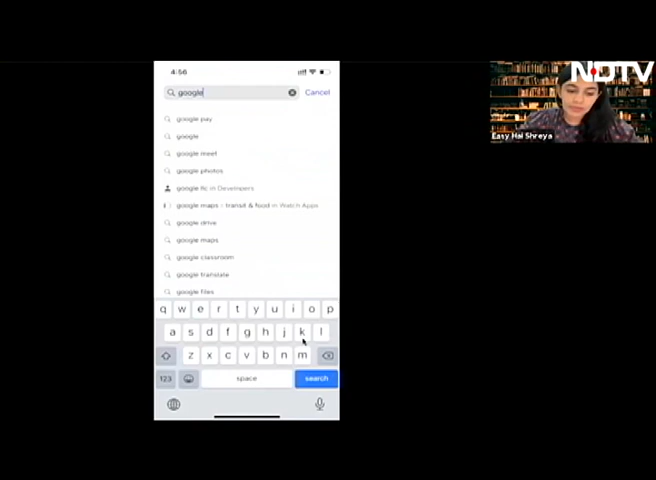 4:56
NDTV
google
Cancel
google pay
google
google meet
Easy Hai Shreya
google photos
google llc in Developers
google maps - transit & food in Watch Apps
google drive
google maps
google classroom
google translate
google files
q w e r t y u i o p
a s d f g h j k l
z x c v b n m
123 space search